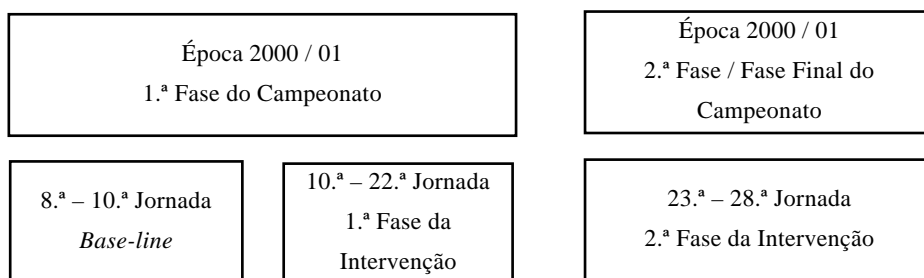 Época 2000 / 01
1.ª Fase do Campeonato
Época 2000 / 01
2.ª Fase / Fase Final do
Campeonato
8.ª – 10.ª Jornada
Base-line
10.ª – 22.ª Jornada
1.ª Fase da
Intervenção
23.ª – 28.ª Jornada
2.ª Fase da Intervenção